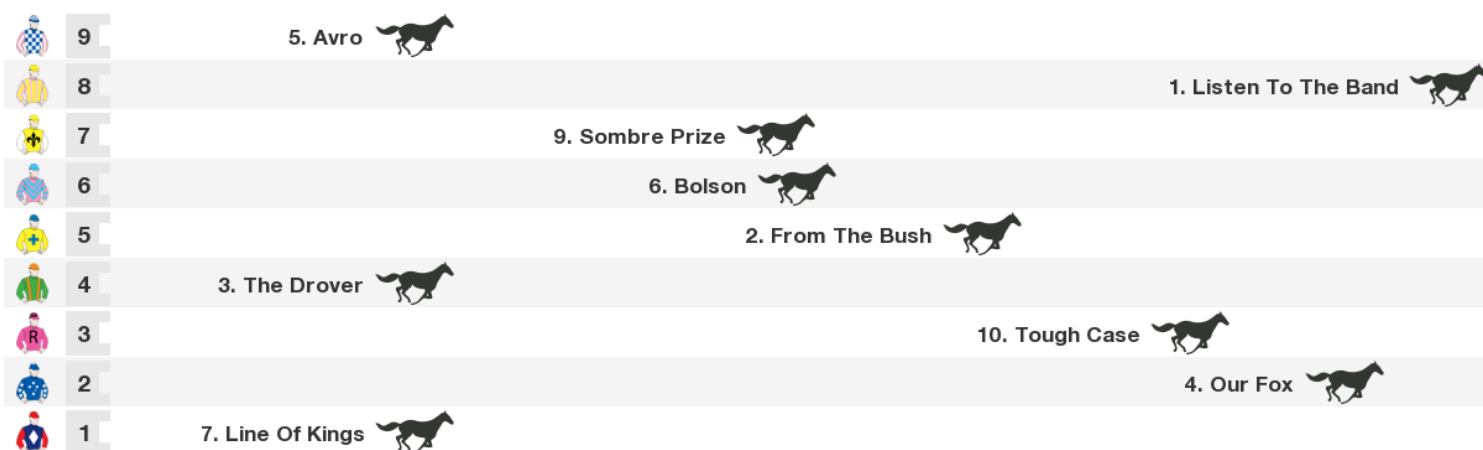 9 5. Avro
8 1. Listen To The Band
7 9. Sombre Prize
6 6. Bolson
5 2. From The Bush
4 3. The Drover
R 3 10. Tough Case
2 4. Our Fox
1 7. Line Of Kings